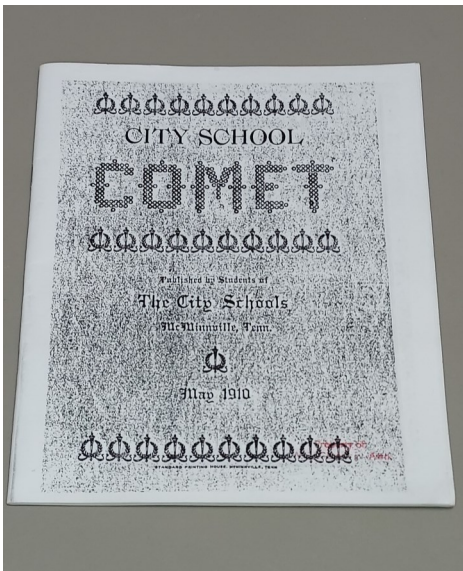 CITY SCHOOL
COMET
Published by Students of
The City Schools
McMinnville, Tenn.
May 1910
STANDARD PRINTING HOUSE, MCMINNVILLE, TENN